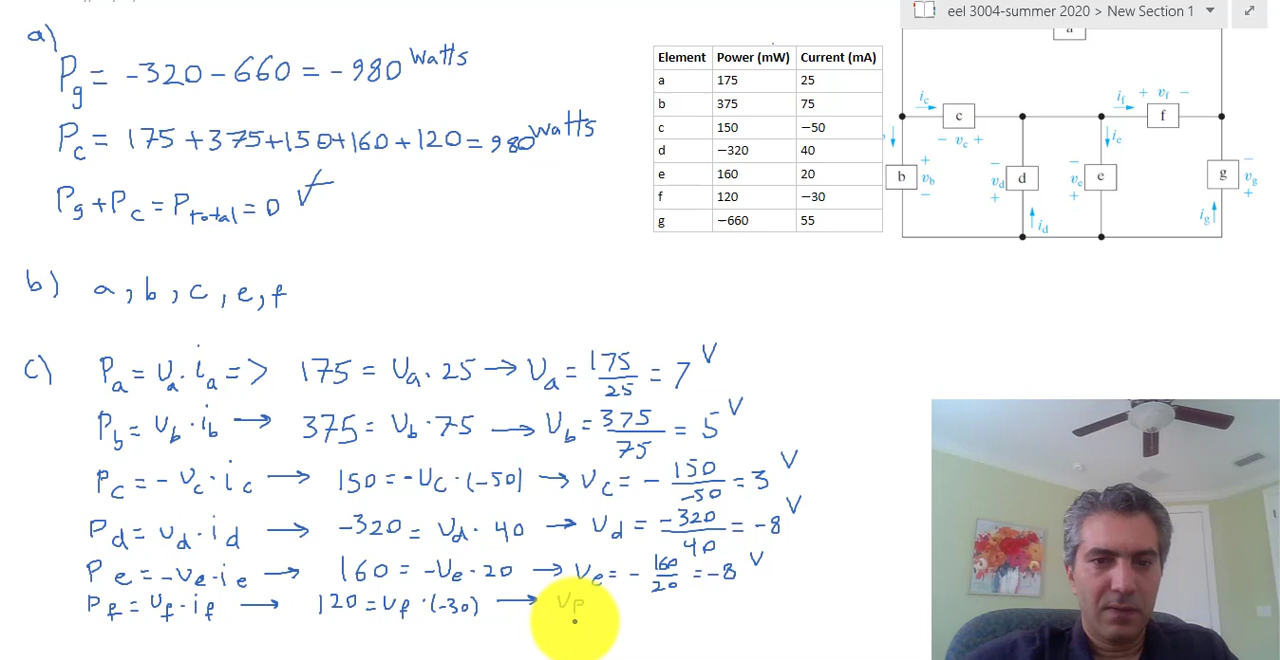 eel 3004-summer 2020 > New Section 1
a)
Pg = -320 - 660 = -980 Watts
Pc = 175 + 375 + 150 + 160 + 120 = 980 Watts
Pg + Pc = Ptotal = 0 ✓
Element Power (mW) Current (mA)
a 175 25
b 375 75
c 150 −50
d −320 40
e 160 20
f 120 −30
g −660 55
a
ic
c
− vc +
if + vf −
f
ie
b
+
vb
−
−
vd
+
d
id
−
ve
+
e
g
−
vg
+
ig
b) a, b, c, e, f
c) Pa = Va · ia => 175 = Va · 25 → Va = 175/25 = 7 V
Pb = Vb · ib → 375 = Vb · 75 → Vb = 375/75 = 5 V
Pc = - Vc · ic → 150 = -Vc · (-50) → Vc = - 150/-50 = 3 V
Pd = Vd · id → -320 = Vd · 40 → Vd = -320/40 = -8 V
Pe = -Ve · ie → 160 = -Ve · 20 → Ve = - 160/20 = -8 V
Pf = Vf · if → 120 = Vf · (-30) → VP